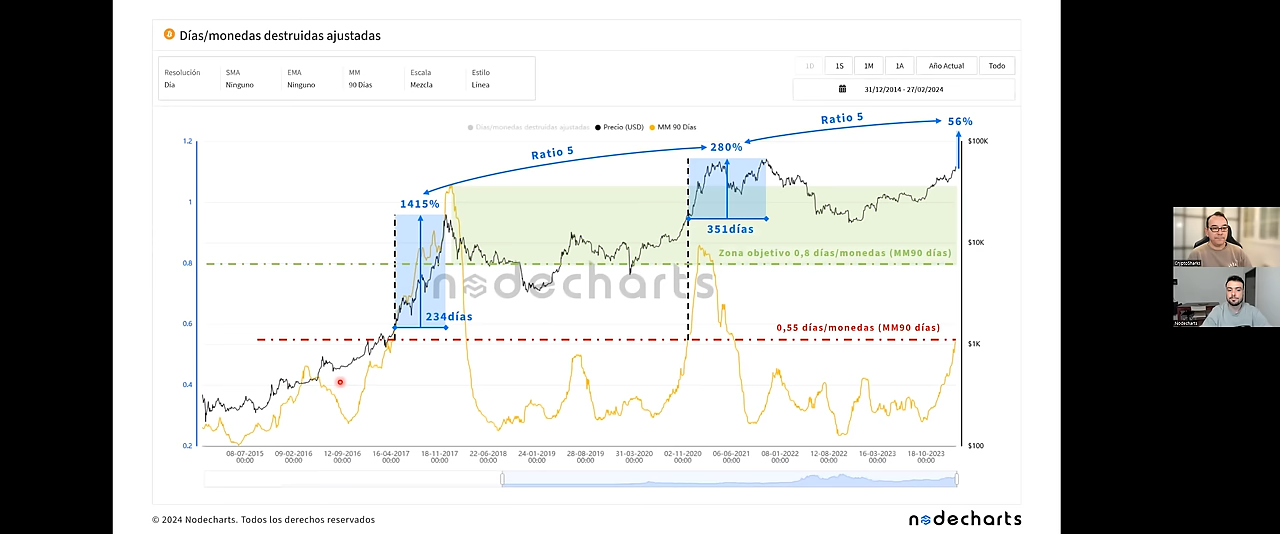 Días/monedas destruidas ajustadas
Resolución SMA EMA MM Escala Estilo
Dia Ninguno Ninguno 90 Días Mezcla Linea
1D 1S 1M 1A Año Actual Todo
31/12/2014 - 27/02/2024
Días/monedas destruidas ajustadas Precio (USD) MM 90 Días
Ratio 5
56%
Ratio 5
280%
1415%
351días
234días
Zona objetivo 0,8 días/monedas (MM90 días)
0,55 días/monedas (MM90 días)
nodecharts
1.2
1
0.8
0.6
0.4
0.2
$100K
$10K
$1K
$100
08-07-2015 09-02-2016 12-09-2016 16-04-2017 18-11-2017 22-06-2018 24-01-2019 28-08-2019 31-03-2020 02-11-2020 06-06-2021 08-01-2022 12-08-2022 16-03-2023 18-10-2023
00:00 00:00 00:00 00:00 00:00 00:00 00:00 00:00 00:00 00:00 00:00 00:00 00:00 00:00 00:00
© 2024 Nodecharts. Todos los derechos reservados
nodecharts
CryptoSharks
Nodecharts